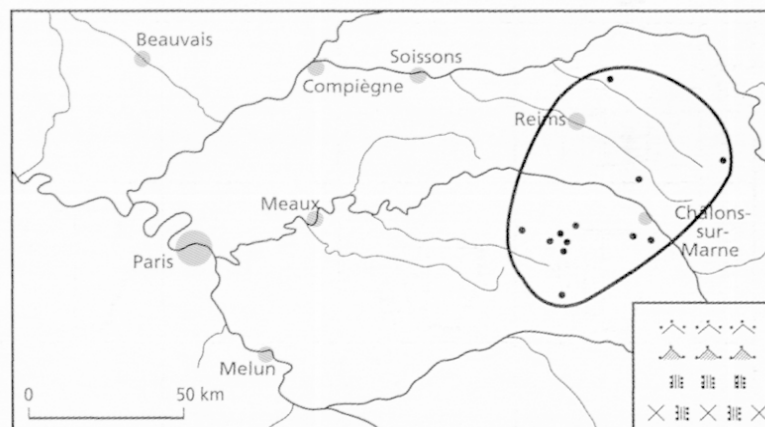 Beauvais
Soissons
Compiègne
Reims
Meaux
Châlons-
sur-
Marne
Paris
Melun
0
50 km